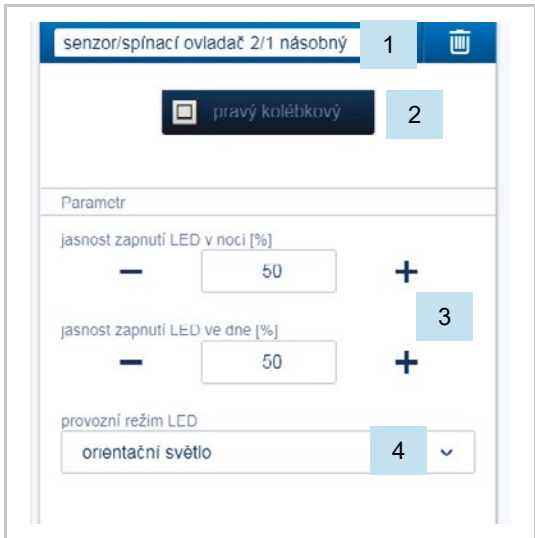 senzor/spínací ovladač 2/1 násobný 1
pravý kolébkový 2
Parametr
jasnost zapnutí LED v noci [%]
− 50 +
3
jasnost zapnutí LED ve dne [%]
− 50 +
provozní režim LED
orientační světlo 4